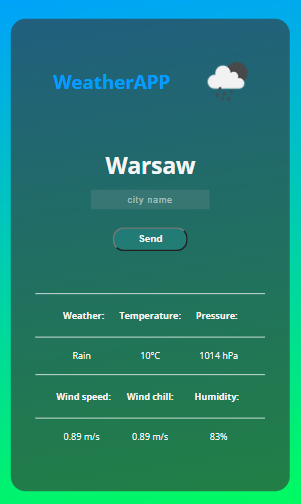 WeatherAPP
Warsaw
city name
Send
Weather: Temperature: Pressure:
Rain 10°C 1014 hPa
Wind speed: Wind chill: Humidity:
0.89 m/s 0.89 m/s 83%